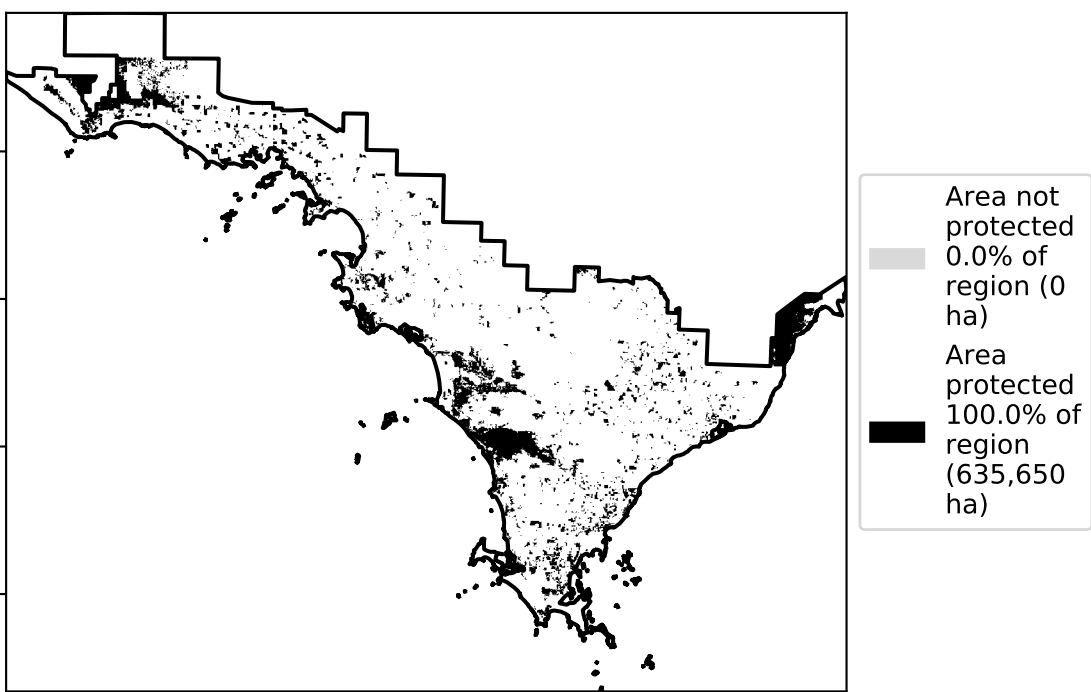 Area not
protected
0.0% of
region (0
ha)
Area
protected
100.0% of
region
(635,650
ha)